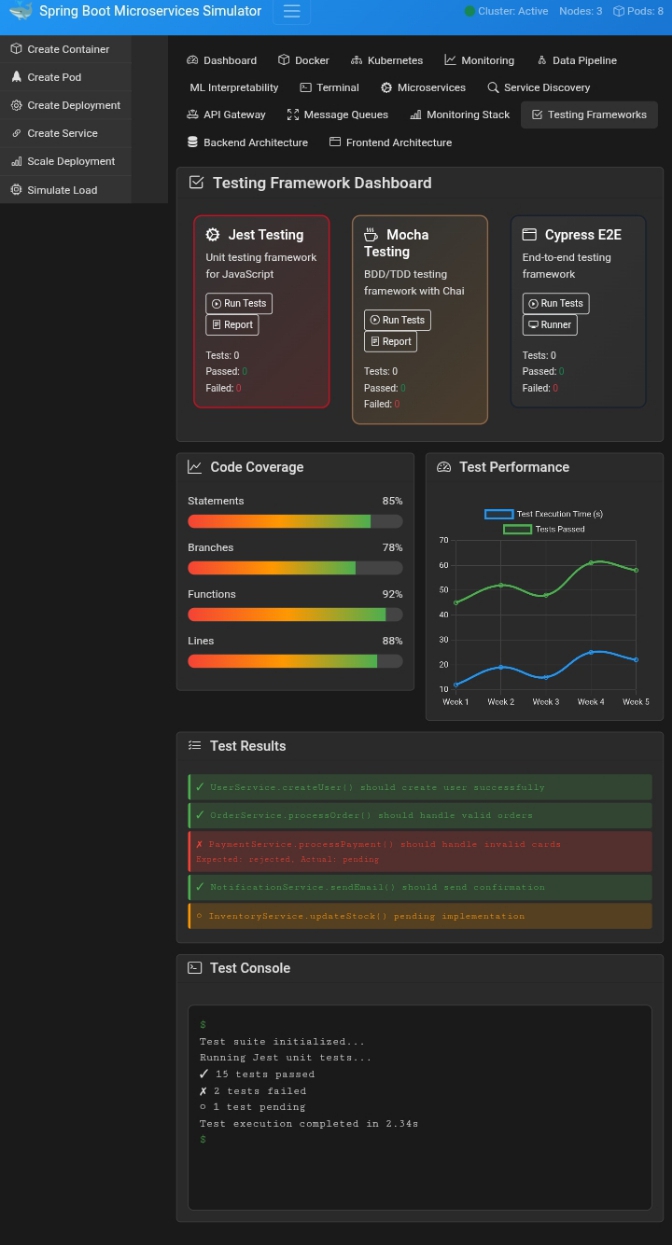 Spring Boot Microservices Simulator
Cluster: Active Nodes: 3 Pods: 8
Create Container
Create Pod
Create Deployment
Create Service
Scale Deployment
Simulate Load
Dashboard Docker Kubernetes Monitoring Data Pipeline
ML Interpretability Terminal Microservices Service Discovery
API Gateway Message Queues Monitoring Stack Testing Frameworks
Backend Architecture Frontend Architecture
Testing Framework Dashboard
Jest Testing
Unit testing framework
for JavaScript
Run Tests
Report
Tests: 0
Passed: 0
Failed: 0
Mocha
Testing
BDD/TDD testing
framework with Chai
Run Tests
Report
Tests: 0
Passed: 0
Failed: 0
Cypress E2E
End-to-end testing
framework
Run Tests
Runner
Tests: 0
Passed: 0
Failed: 0
Code Coverage
Statements 85%
Branches 78%
Functions 92%
Lines 88%
Test Performance
Test Execution Time (s)
Tests Passed
70
60
50
40
30
20
10
Week 1 Week 2 Week 3 Week 4 Week 5
Test Results
✓ UserService.createUser() should create user successfully
✓ OrderService.processOrder() should handle valid orders
✗ PaymentService.processPayment() should handle invalid cards
Expected: rejected, Actual: pending
✓ NotificationService.sendEmail() should send confirmation
○ InventoryService.updateStock() pending implementation
Test Console
$
Test suite initialized...
Running Jest unit tests...
✓ 15 tests passed
✗ 2 tests failed
○ 1 test pending
Test execution completed in 2.34s
$